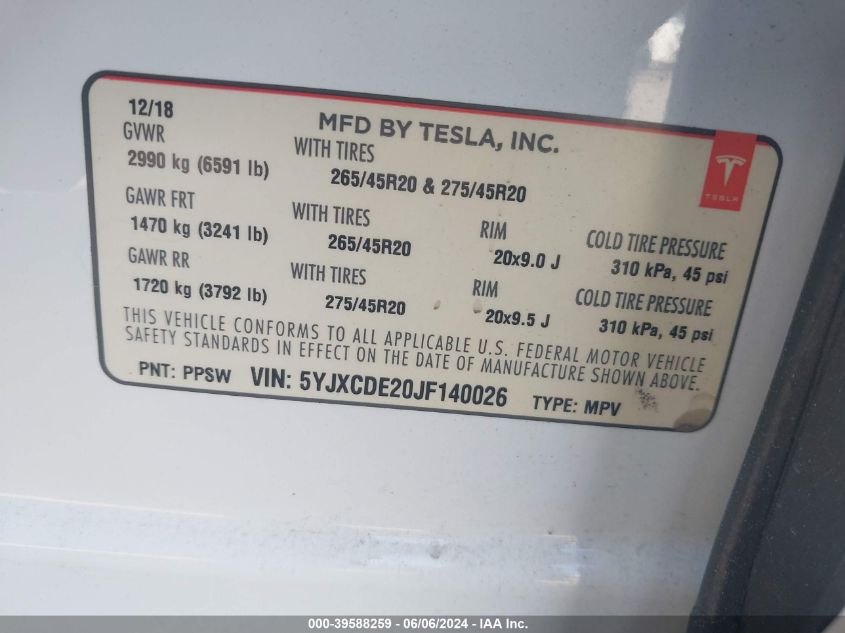 12/18
MFD BY TESLA, INC.
GVWR
2990 kg (6591 lb)
WITH TIRES
265/45R20 & 275/45R20
TESLA
GAWR FRT
1470 kg (3241 lb)
WITH TIRES
265/45R20
RIM
20x9.0 J
COLD TIRE PRESSURE
310 kPa, 45 psi
GAWR RR
1720 kg (3792 lb)
WITH TIRES
275/45R20
RIM
20x9.5 J
COLD TIRE PRESSURE
310 kPa, 45 psi
THIS VEHICLE CONFORMS TO ALL APPLICABLE U.S. FEDERAL MOTOR VEHICLE
SAFETY STANDARDS IN EFFECT ON THE DATE OF MANUFACTURE SHOWN ABOVE.
PNT: PPSW VIN: 5YJXCDE20JF140026 TYPE: MPV
000-39588259 - 06/06/2024 - IAA Inc.